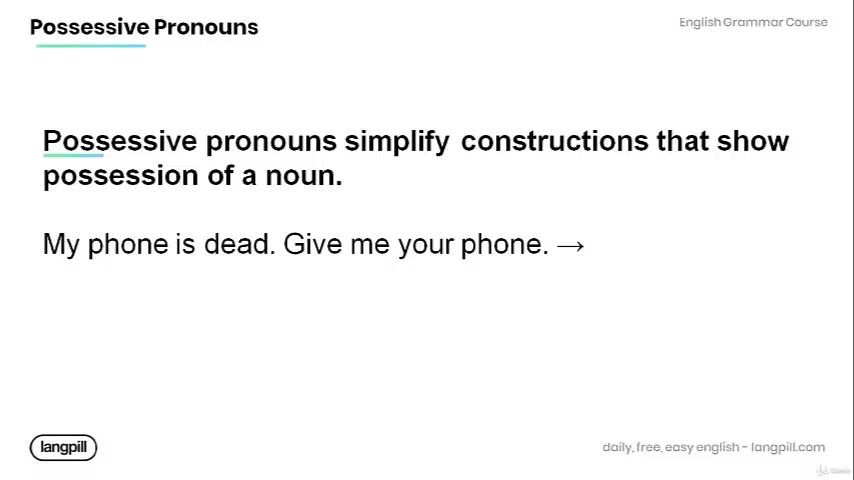 Possessive Pronouns
English Grammar Course
Possessive pronouns simplify constructions that show
possession of a noun.
My phone is dead. Give me your phone. →
langpill
daily, free, easy english - langpill.com